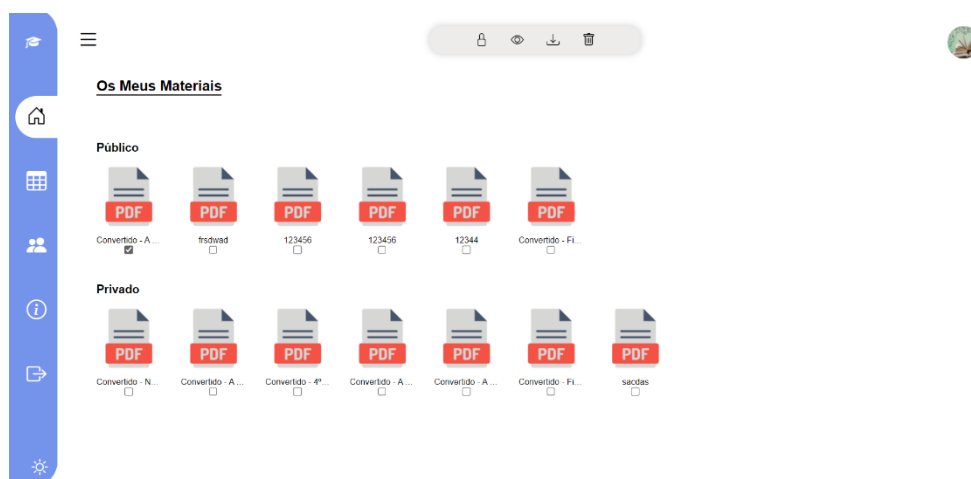 Os Meus Materiais
Público
PDF PDF PDF PDF PDF PDF
Convertido - A ... frsdwad 123456 123456 12344 Convertido - Fi...
Privado
PDF PDF PDF PDF PDF PDF PDF
Convertido - N... Convertido - A ... Convertido - 4º... Convertido - A ... Convertido - A ... Convertido - Fi... sacdas